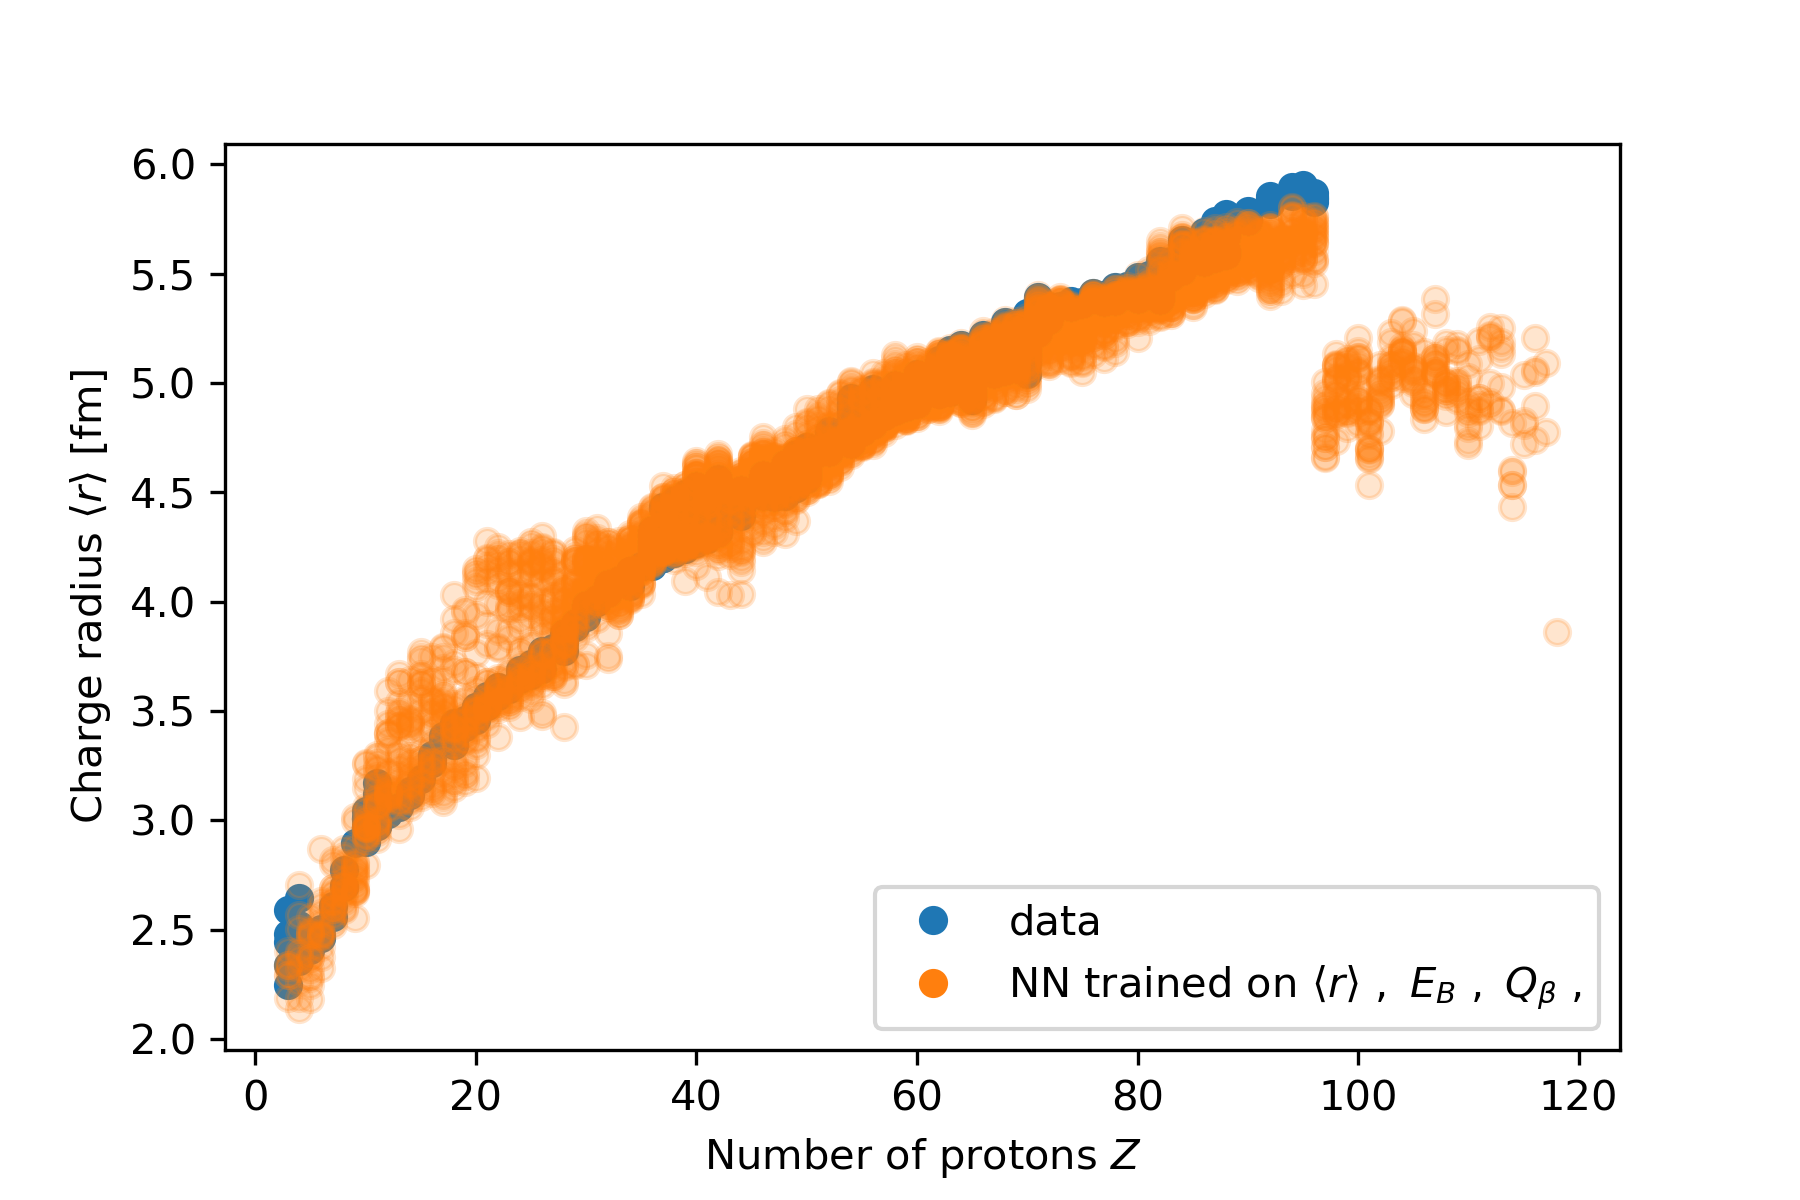 6.0
5.5
5.0
4.5
4.0
3.5
3.0
2.5
2.0
Charge radius ⟨r⟩ [fm]
data
NN trained on ⟨r⟩ , E_B , Q_β ,
0 20 40 60 80 100 120
Number of protons Z